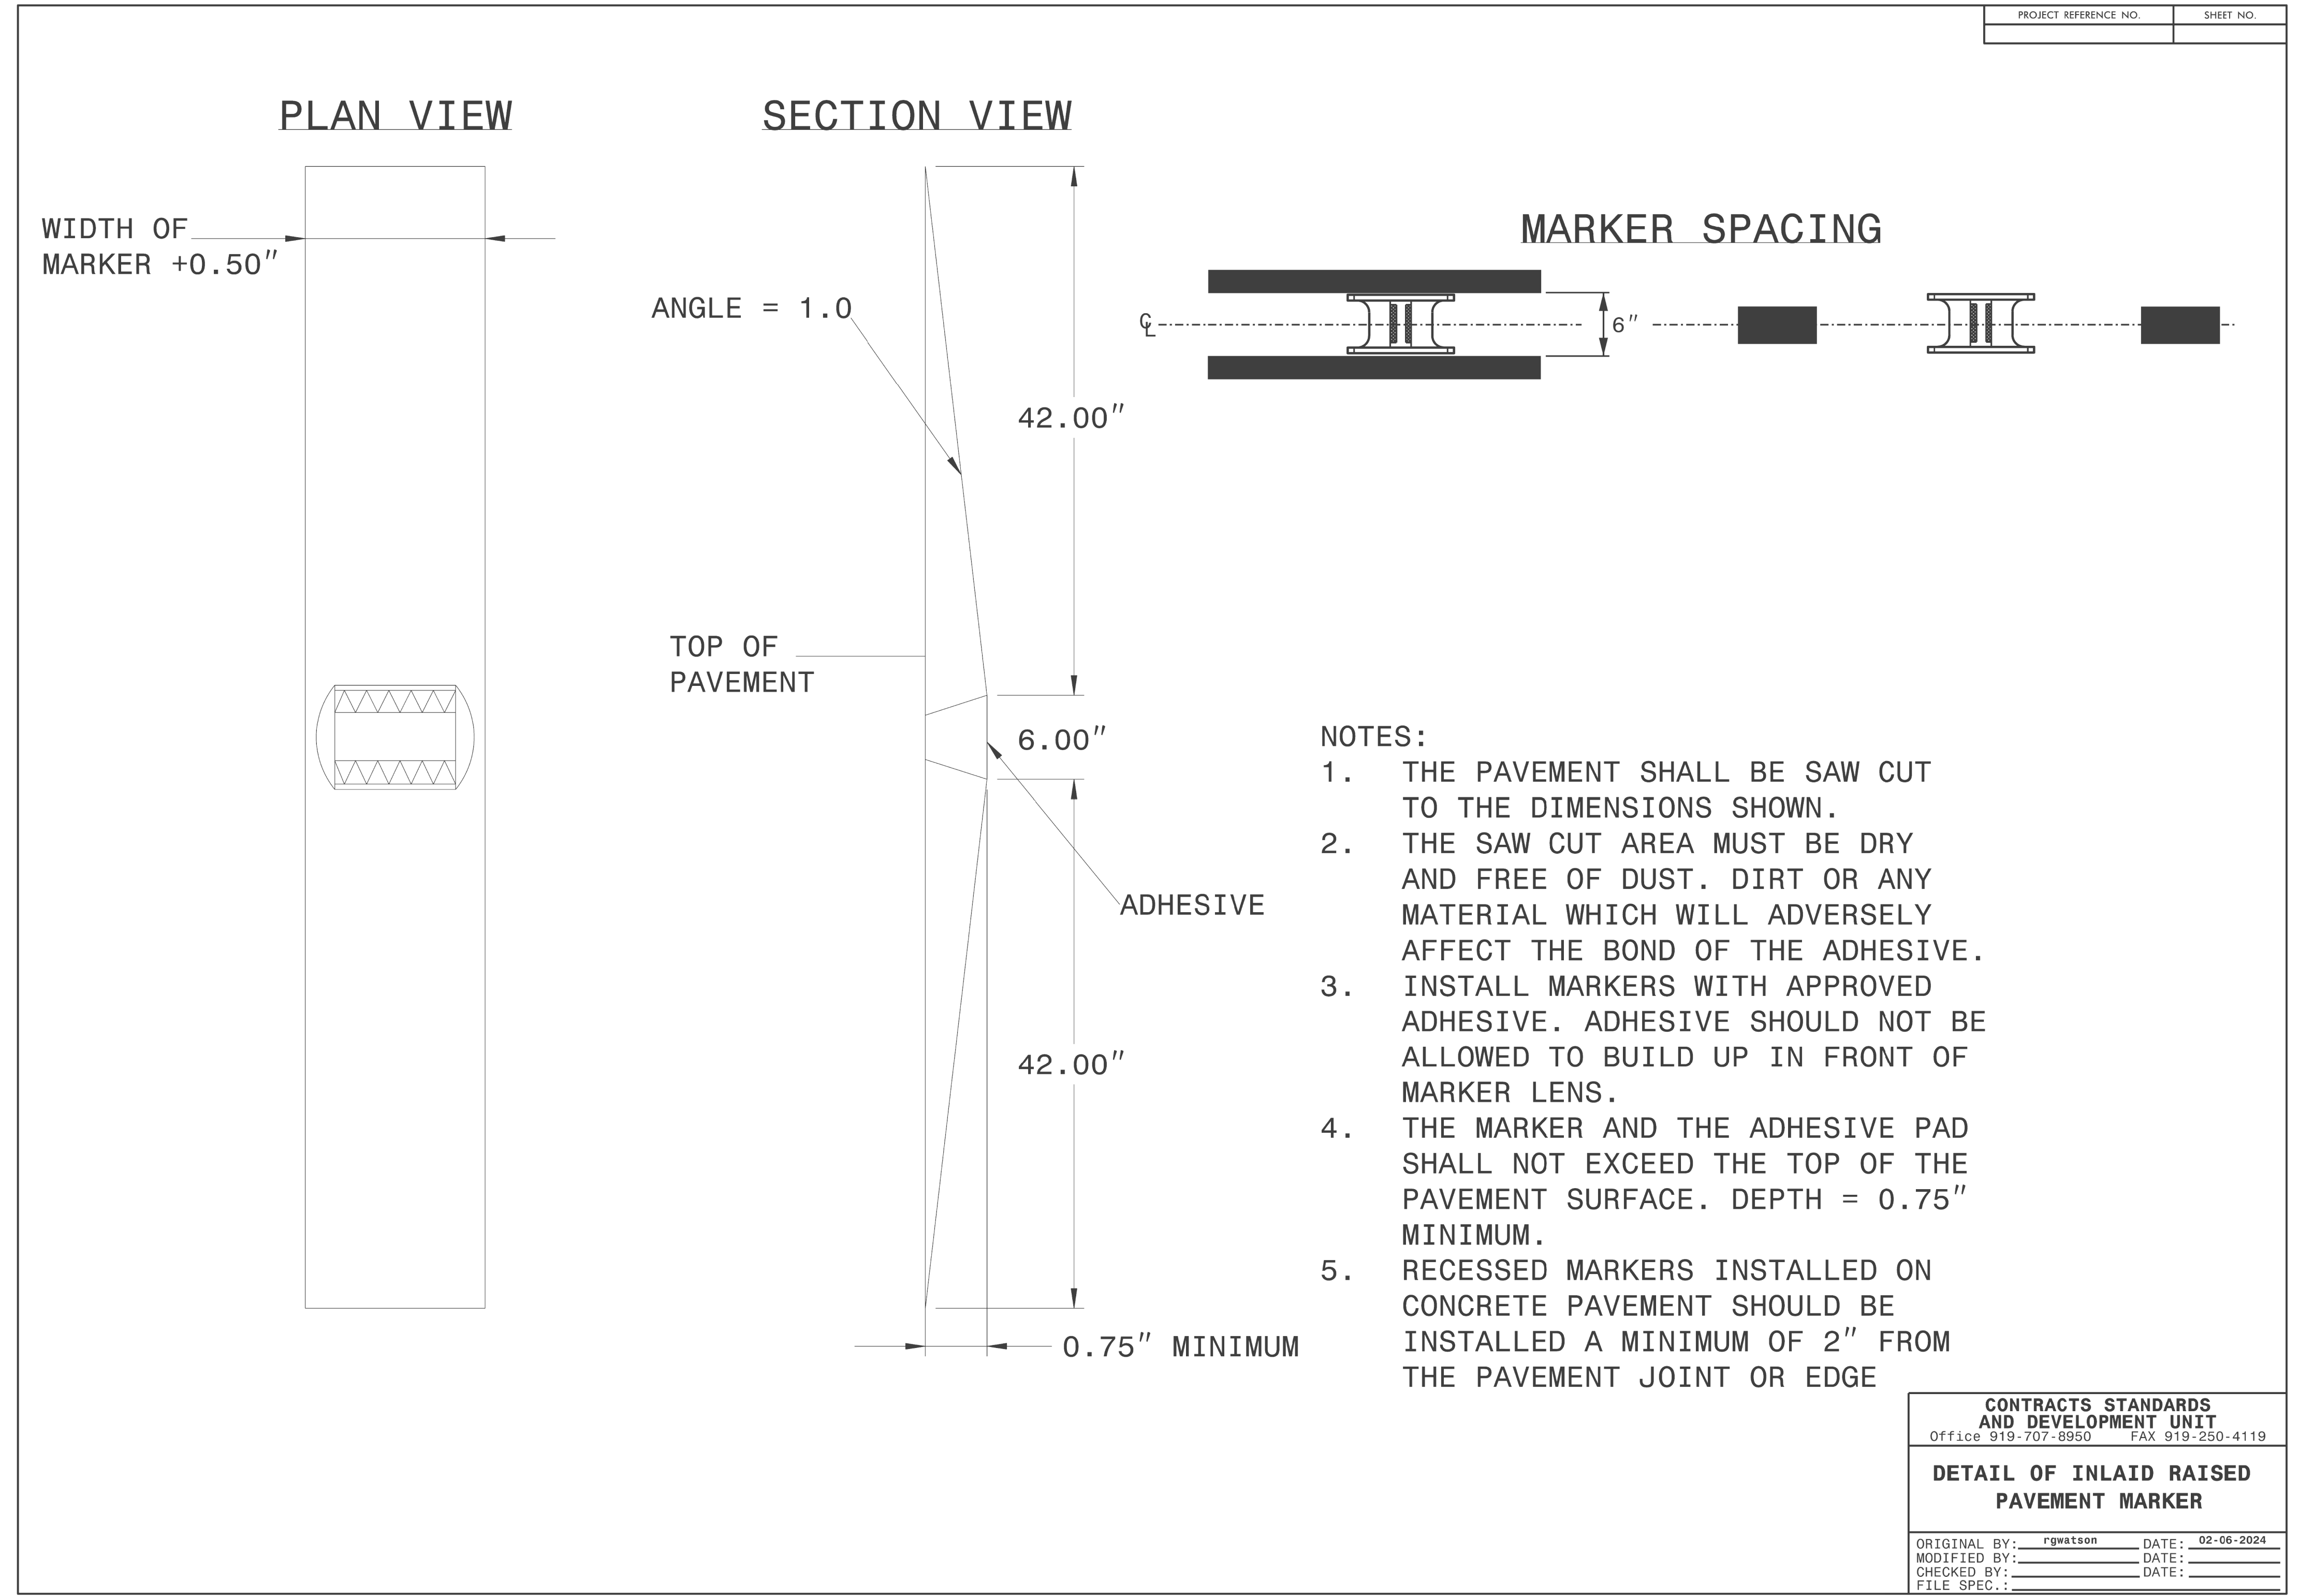 PROJECT REFERENCE NO.
SHEET NO.
PLAN VIEW
SECTION VIEW
WIDTH OF
MARKER +0.50"
ANGLE = 1.0
MARKER SPACING
CL
6"
42.00"
TOP OF
PAVEMENT
6.00"
ADHESIVE
42.00"
0.75" MINIMUM
NOTES:
1. THE PAVEMENT SHALL BE SAW CUT
TO THE DIMENSIONS SHOWN.
2. THE SAW CUT AREA MUST BE DRY
AND FREE OF DUST. DIRT OR ANY
MATERIAL WHICH WILL ADVERSELY
AFFECT THE BOND OF THE ADHESIVE.
3. INSTALL MARKERS WITH APPROVED
ADHESIVE. ADHESIVE SHOULD NOT BE
ALLOWED TO BUILD UP IN FRONT OF
MARKER LENS.
4. THE MARKER AND THE ADHESIVE PAD
SHALL NOT EXCEED THE TOP OF THE
PAVEMENT SURFACE. DEPTH = 0.75"
MINIMUM.
5. RECESSED MARKERS INSTALLED ON
CONCRETE PAVEMENT SHOULD BE
INSTALLED A MINIMUM OF 2" FROM
THE PAVEMENT JOINT OR EDGE
CONTRACTS STANDARDS
AND DEVELOPMENT UNIT
Office 919-707-8950 FAX 919-250-4119
DETAIL OF INLAID RAISED
PAVEMENT MARKER
ORIGINAL BY: rgwatson DATE: 02-06-2024
MODIFIED BY: DATE:
CHECKED BY: DATE:
FILE SPEC.: